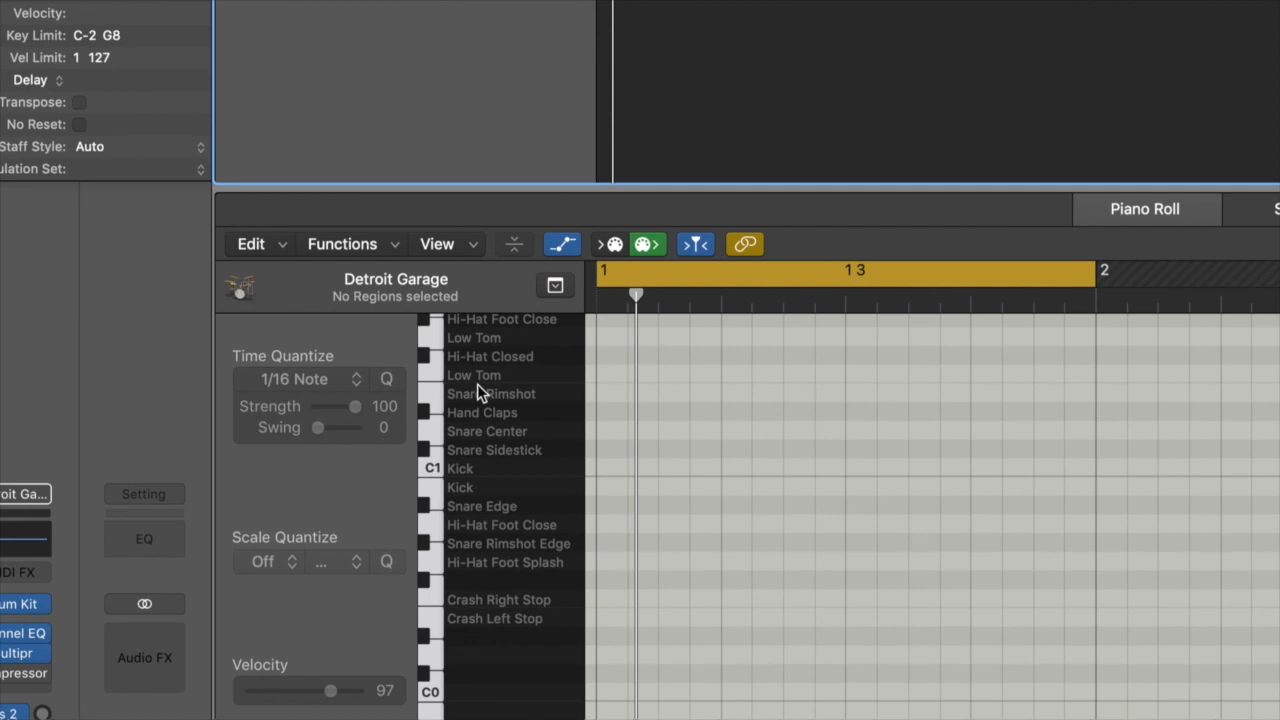 Velocity:
Key Limit: C-2 G8
Vel Limit: 1 127
Delay
Transpose:
No Reset:
Staff Style: Auto
ulation Set:
Piano Roll
S
Edit Functions View
Detroit Garage
No Regions selected
1 1 3 2
Time Quantize
1/16 Note Q
Strength 100
Swing 0
Scale Quantize
Off ... Q
Velocity
97
Hi-Hat Foot Close
Low Tom
Hi-Hat Closed
Low Tom
Snare Rimshot
Hand Claps
Snare Center
Snare Sidestick
C1 Kick
Kick
Snare Edge
Hi-Hat Foot Close
Snare Rimshot Edge
Hi-Hat Foot Splash
Crash Right Stop
Crash Left Stop
C0
oit Ga...
IDI FX
um Kit
nnel EQ
ultipr
pressor
s 2
Setting
EQ
Audio FX